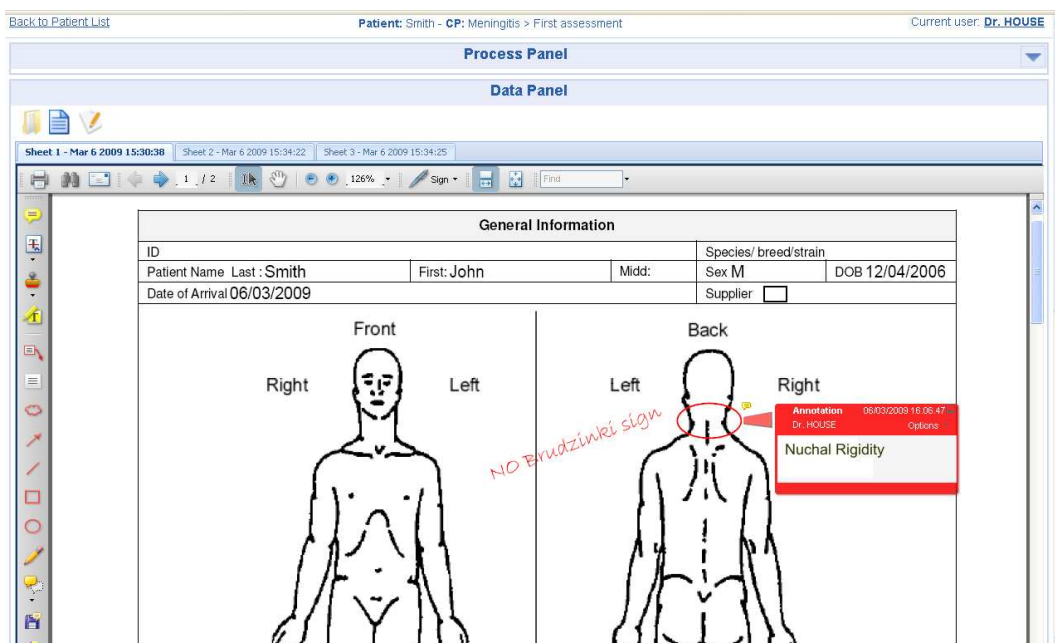 Back to Patient List Patient: Smith - CP: Meningitis > First assessment Current user: Dr. HOUSE
Process Panel
Data Panel
Sheet 1 - Mar 6 2009 15:30:38 Sheet 2 - Mar 6 2009 15:34:22 Sheet 3 - Mar 6 2009 15:34:25
1 / 2 126% Sign Find
General Information
ID Species/ breed/strain
Patient Name Last : Smith First: John Midd: Sex M DOB 12/04/2006
Date of Arrival 06/03/2009 Supplier
Front Back
Right Left Left Right
NO Brudzinki sign
Annotation 06/03/2009 16.06.47
Dr. HOUSE Options
Nuchal Rigidity